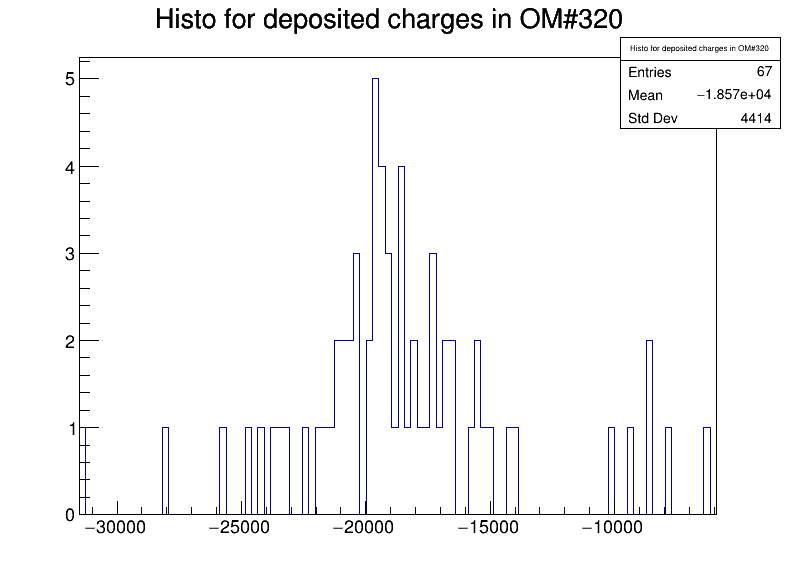 Histo for deposited charges in OM#320
Histo for deposited charges in OM#320
Entries 67
Mean −1.857e+04
Std Dev 4414
5
4
3
2
1
0
−30000 −25000 −20000 −15000 −10000